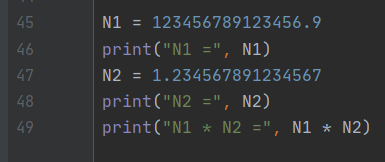 45 N1 = 123456789123456.9
46 print("N1 =", N1)
47 N2 = 1.234567891234567
48 print("N2 =", N2)
49 print("N1 * N2 =", N1 * N2)